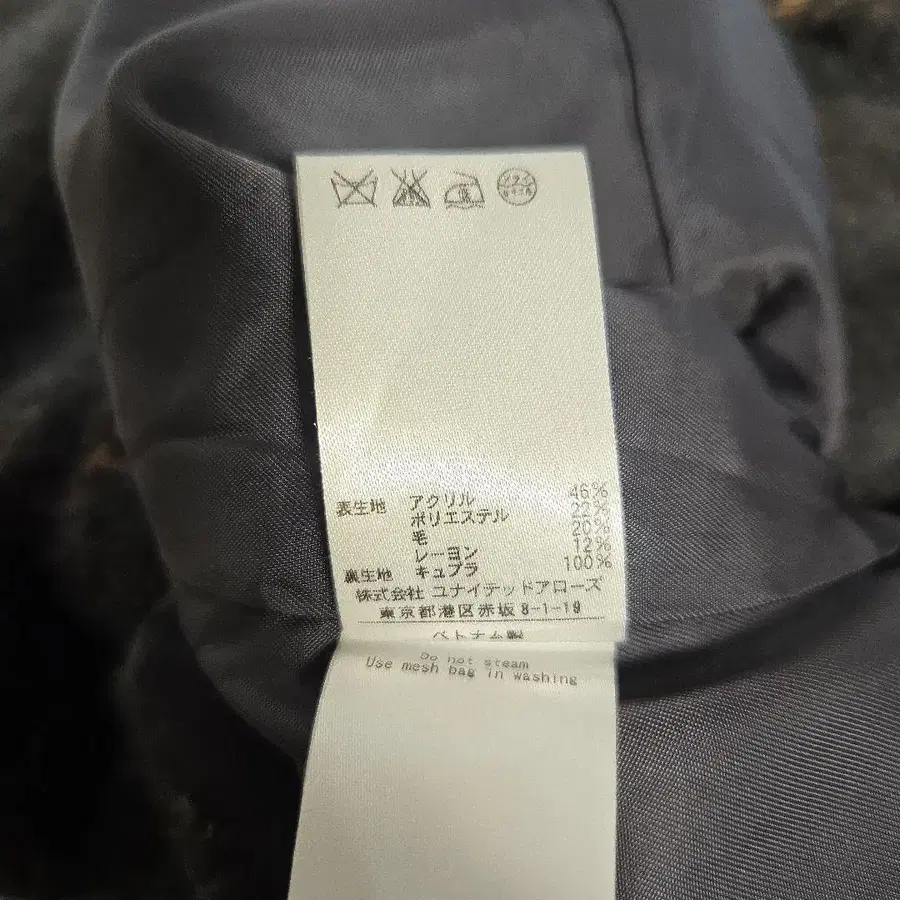 表生地 アクリル 46%
ポリエステル 22%
毛 20%
レーヨン 12%
裏生地 キュプラ 100%
株式会社 ユナイテッドアローズ
東京都港区赤坂8-1-19
ベトナム製
Do not steam
Use mesh bag in washing